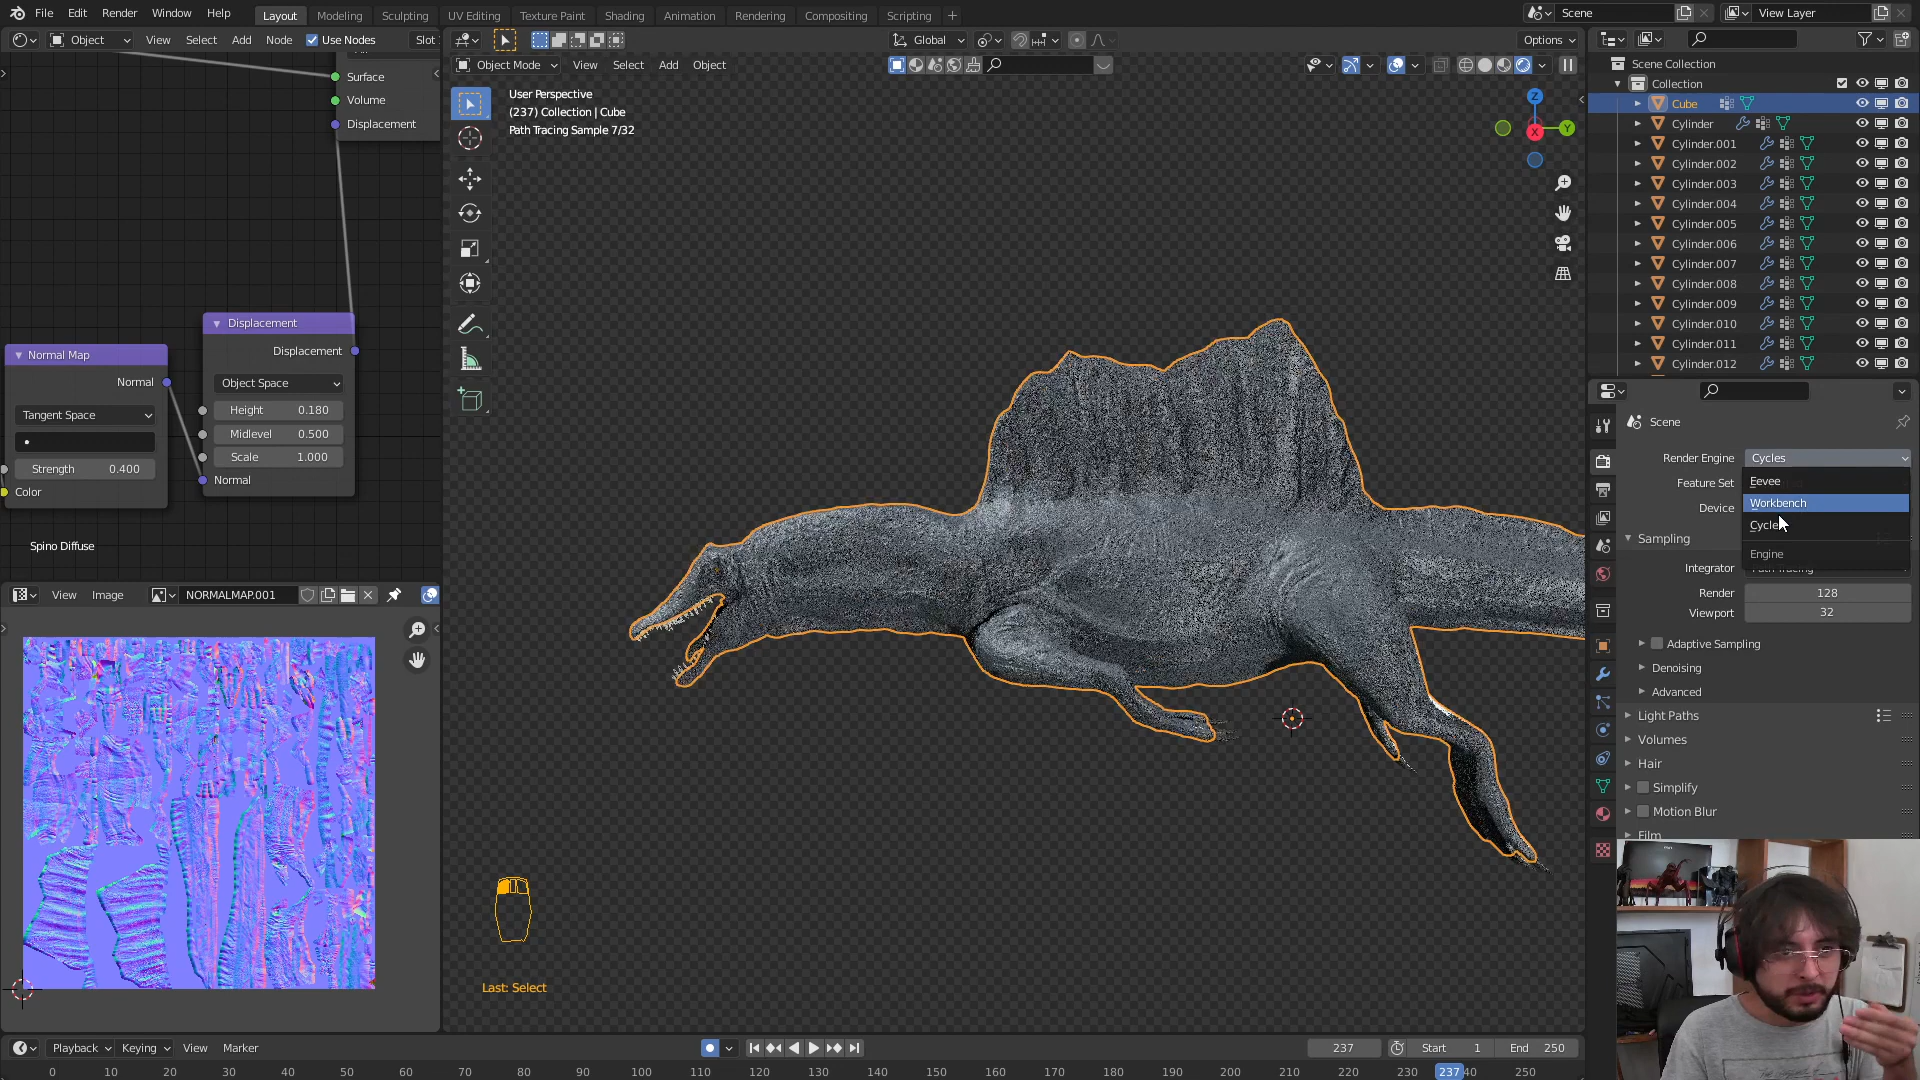 File Edit Render Window Help Layout Modeling Sculpting UV Editing Texture Paint Shading Animation Rendering Compositing Scripting Scene View Layer
Object View Select Add Node Use Nodes Slot Global Options
Object Mode View Select Add Object
Surface
Volume
Displacement
User Perspective
(237) Collection | Cube
Path Tracing Sample 7/32
Z
Y
X
Scene Collection
Collection
Cube
Cylinder
Cylinder.001
Cylinder.002
Cylinder.003
Cylinder.004
Cylinder.005
Cylinder.006
Cylinder.007
Cylinder.008
Cylinder.009
Cylinder.010
Cylinder.011
Cylinder.012
Displacement
Displacement
Object Space
Height 0.180
Midlevel 0.500
Scale 1.000
Normal
Normal Map
Normal
Tangent Space
Strength 0.400
Color
Spino Diffuse
View Image NORMALMAP.001
Last: Select
Scene
Render Engine Cycles
Eevee
Workbench
Cycles
Engine
Feature Set
Device
Sampling
Integrator
Render 128
Viewport 32
Adaptive Sampling
Denoising
Advanced
Light Paths
Volumes
Hair
Simplify
Motion Blur
Film
Playback Keying View Marker 237 Start 1 End 250
0 10 20 30 40 50 60 70 80 90 100 110 120 130 140 150 160 170 180 190 200 210 220 230 237 40 250